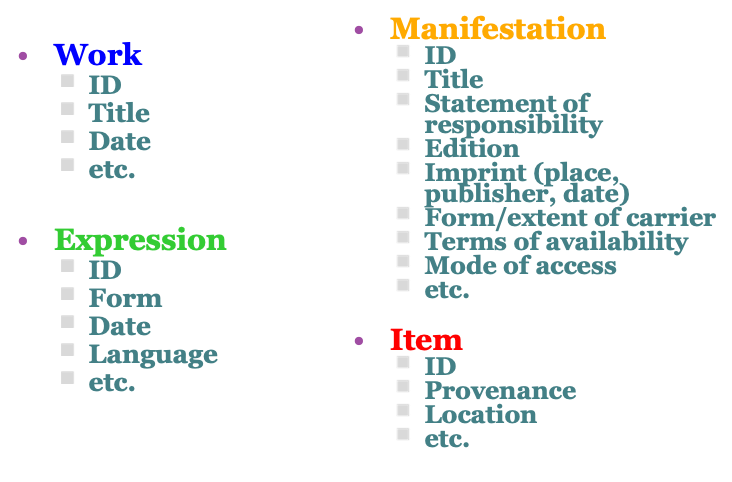 Work
ID
Title
Date
etc.
Expression
ID
Form
Date
Language
etc.
Manifestation
ID
Title
Statement of
responsibility
Edition
Imprint (place,
publisher, date)
Form/extent of carrier
Terms of availability
Mode of access
etc.
Item
ID
Provenance
Location
etc.